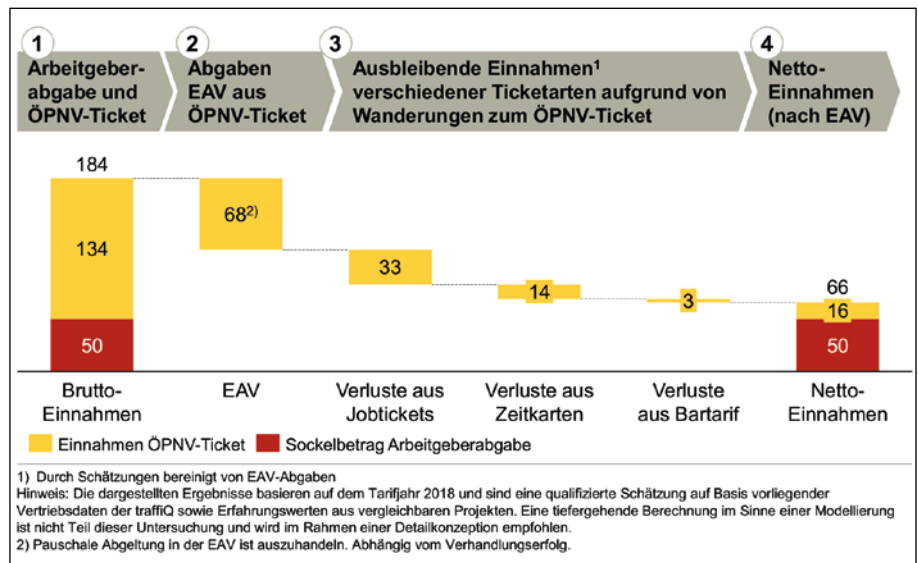 1
Arbeitgeber-
abgabe und
ÖPNV-Ticket
2
Abgaben
EAV aus
ÖPNV-Ticket
3
Ausbleibende Einnahmen¹
verschiedener Ticketarten aufgrund von
Wanderungen zum ÖPNV-Ticket
4
Netto-
Einnahmen
(nach EAV)
184
134
50
68²⁾
33
14
3
66
16
50
Brutto-
Einnahmen
EAV
Verluste aus
Jobtickets
Verluste aus
Zeitkarten
Verluste
aus Bartarif
Netto-
Einnahmen
Einnahmen ÖPNV-Ticket
Sockelbetrag Arbeitgeberabgabe
1) Durch Schätzungen bereinigt von EAV-Abgaben
Hinweis: Die dargestellten Ergebnisse basieren auf dem Tarifjahr 2018 und sind eine qualifizierte Schätzung auf Basis vorliegender
Vertriebsdaten der traffiQ sowie Erfahrungswerten aus vergleichbaren Projekten. Eine tiefergehende Berechnung im Sinne einer Modellierung
ist nicht Teil dieser Untersuchung und wird im Rahmen einer Detailkonzeption empfohlen.
2) Pauschale Abgeltung in der EAV ist auszuhandeln. Abhängig vom Verhandlungserfolg.